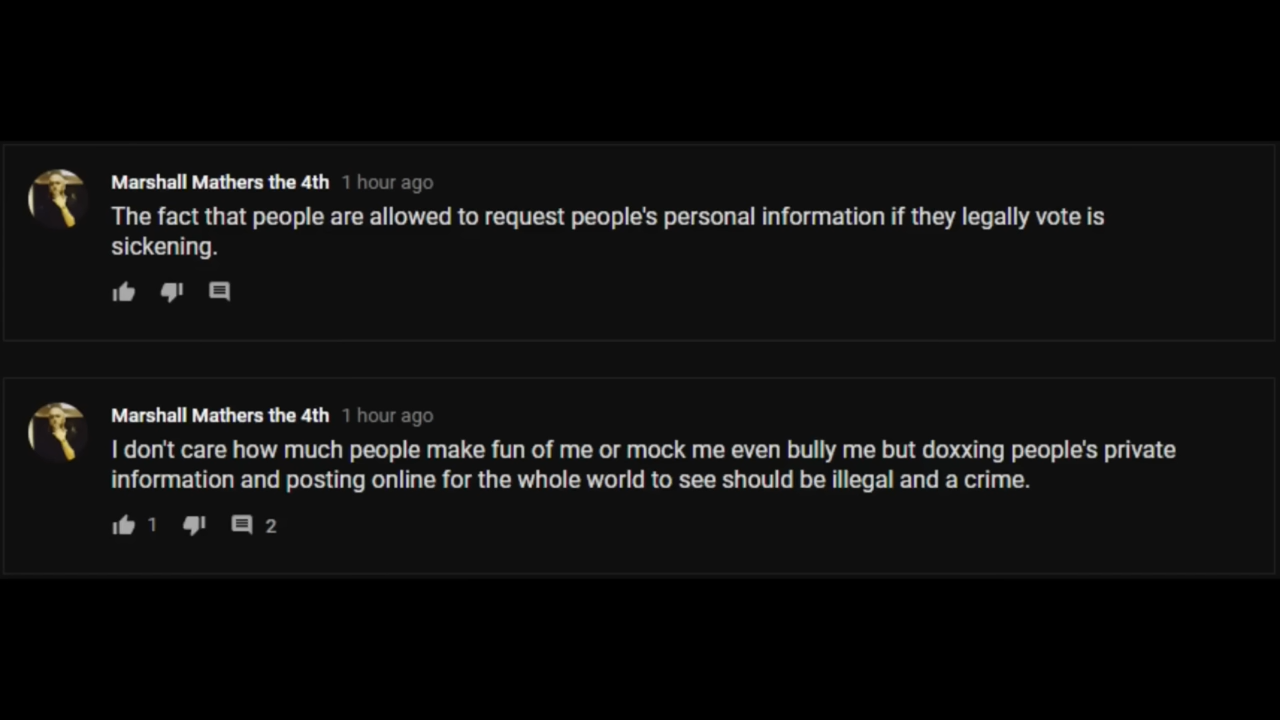 Marshall Mathers the 4th 1 hour ago
The fact that people are allowed to request people's personal information if they legally vote is
sickening.
Marshall Mathers the 4th 1 hour ago
I don't care how much people make fun of me or mock me even bully me but doxxing people's private
information and posting online for the whole world to see should be illegal and a crime.
1 2